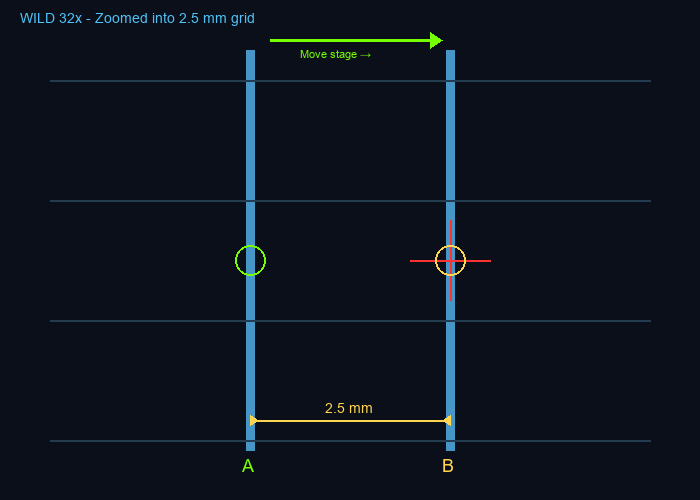 WILD 32x - Zoomed into 2.5 mm grid
Move stage →
2.5 mm
A
B